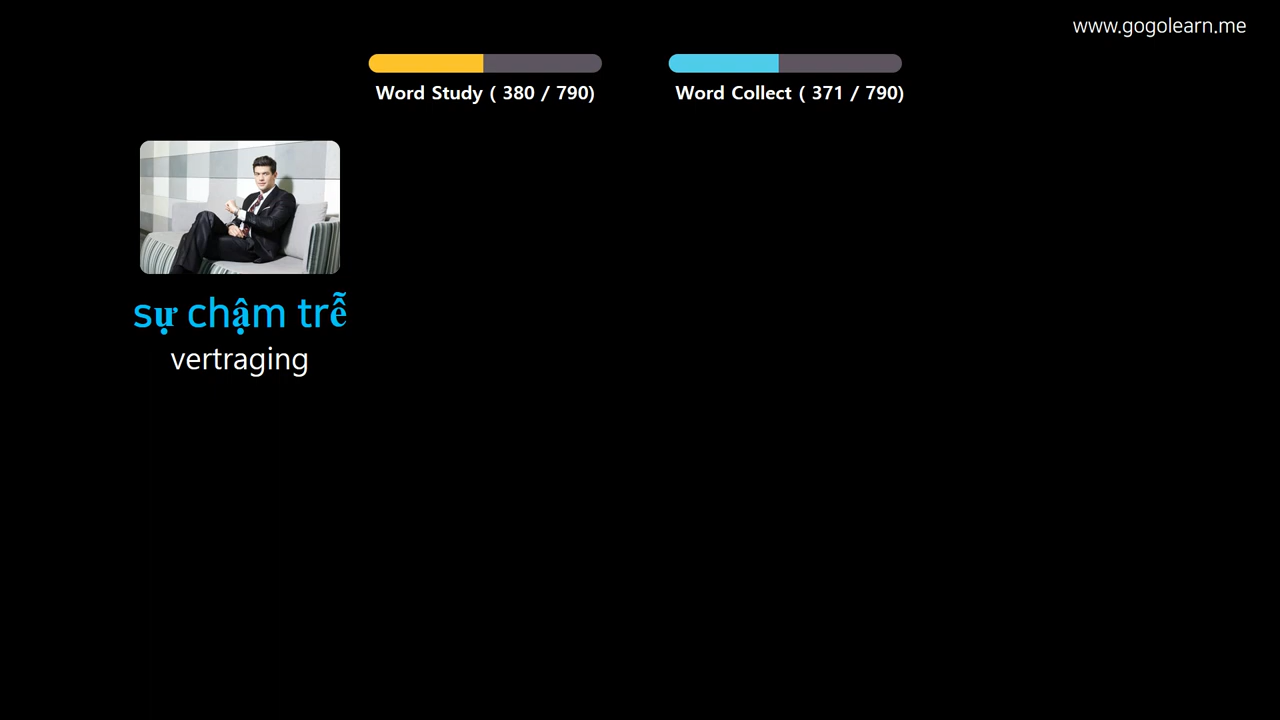 www.gogolearn.me
Word Study ( 380 / 790)
Word Collect ( 371 / 790)
sự chậm trễ
vertraging